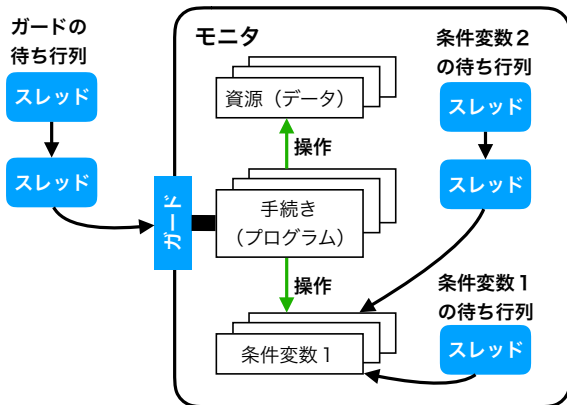 ガードの
待ち行列
スレッド
スレッド
ガード
モニタ
資源（データ）
操作
手続き
（プログラム）
操作
条件変数１
条件変数２
の待ち行列
スレッド
スレッド
条件変数１
の待ち行列
スレッド